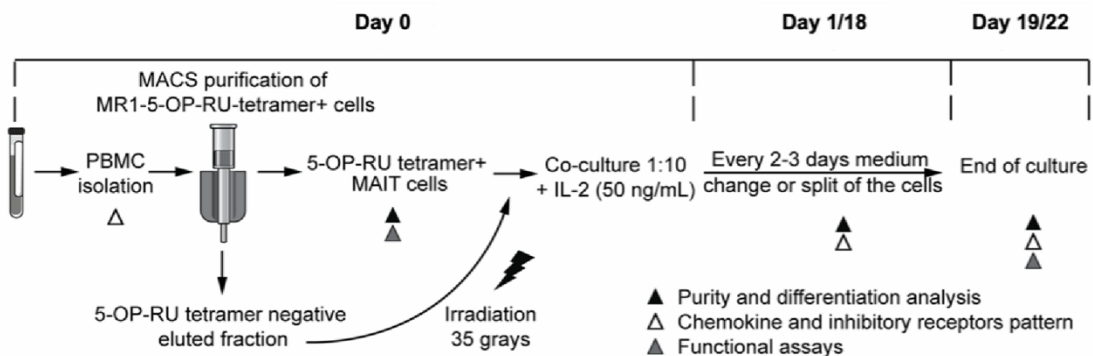 Day 0
Day 1/18
Day 19/22
MACS purification of
MR1-5-OP-RU-tetramer+ cells
PBMC
isolation
5-OP-RU tetramer+
MAIT cells
Co-culture 1:10
+ IL-2 (50 ng/mL)
Every 2-3 days medium
change or split of the cells
End of culture
5-OP-RU tetramer negative
eluted fraction
Irradiation
35 grays
Purity and differentiation analysis
Chemokine and inhibitory receptors pattern
Functional assays